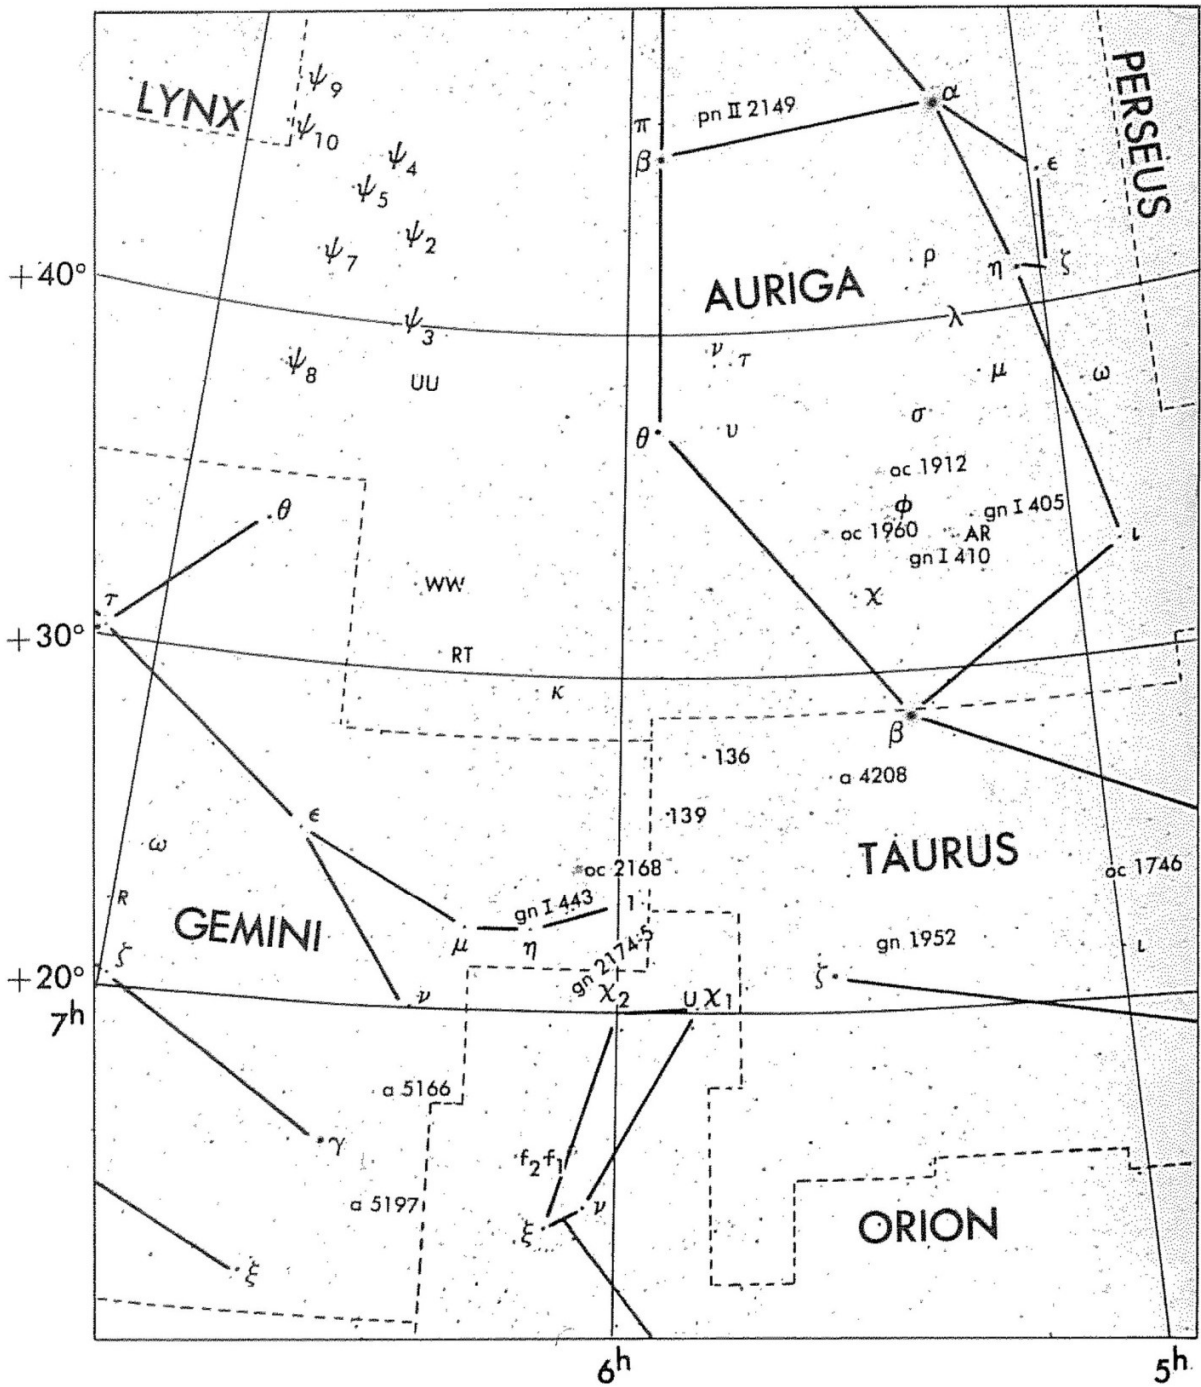 ψ9
LYNX
ψ10
PERSEUS
α
pn II 2149
π
β
ψ4
ε
ψ5
ψ2
ψ7
ρ
η
ζ
+40°
AURIGA
ψ3
λ
ν
τ
ψ8
UU
μ
ω
σ
θ
υ
oc 1912
θ
φ
gn I 405
oc 1960
AR
ι
gn I 410
WW
χ
τ
+30°
RT
κ
β
136
a 4208
ε
139
ω
TAURUS
oc 2168
oc 1746
R
gn I 443
1
GEMINI
μ
η
gn 1952
ι
gn 2174-5
ζ
+20°
ζ
ν
χ2
U
χ1
7h
a 5166
γ
f2
f1
a 5197
ν
ξ
ORION
ξ
6h
5h